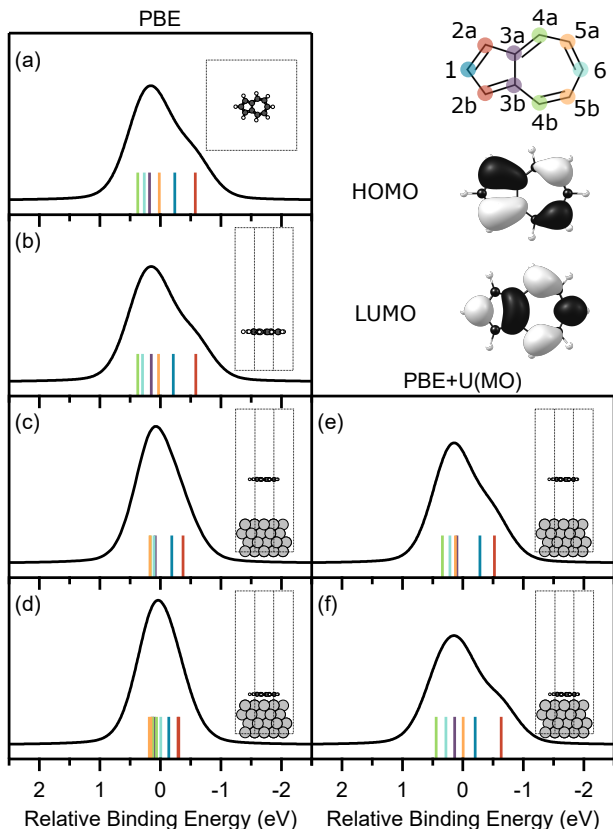 PBE
(a)
4a
2a
3a
5a
1
6
2b
3b
5b
4b
HOMO
(b)
LUMO
PBE+U(MO)
(c)
(e)
(d)
(f)
2 1 0 -1 -2
2 1 0 -1 -2
Relative Binding Energy (eV)
Relative Binding Energy (eV)